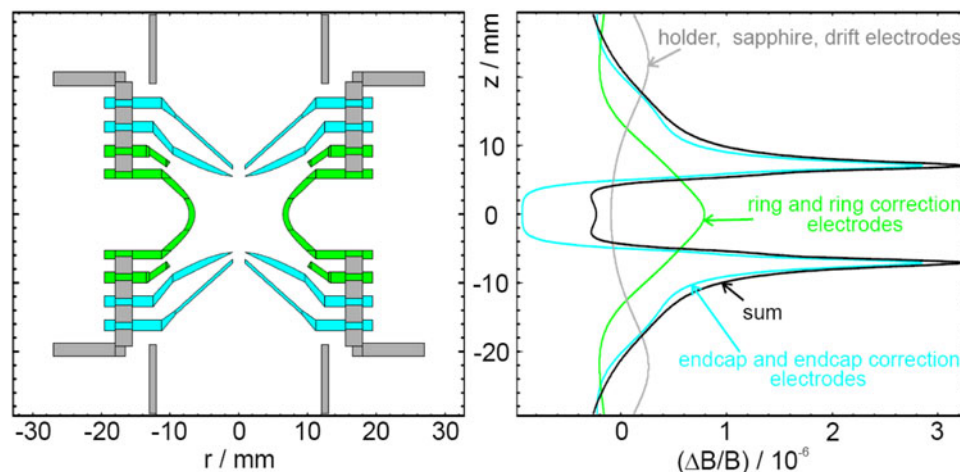 -30 -20 -10 0 10 20 30
r / mm
z / mm
10
0
-10
-20
holder, sapphire, drift electrodes
ring and ring correction
electrodes
sum
endcap and endcap correction
electrodes
0 1 2 3
(ΔB/B) / 10⁻⁶